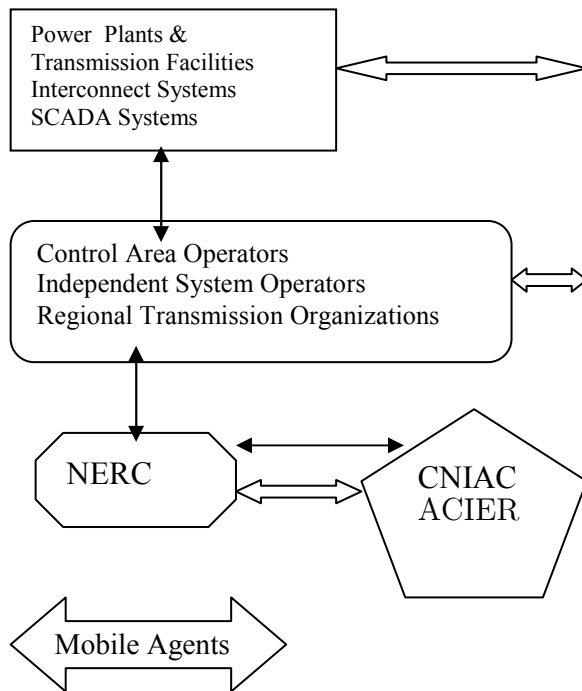 Power Plants &
Transmission Facilities
Interconnect Systems
SCADA Systems
Control Area Operators
Independent System Operators
Regional Transmission Organizations
NERC
CNIAC
ACIER
Mobile Agents